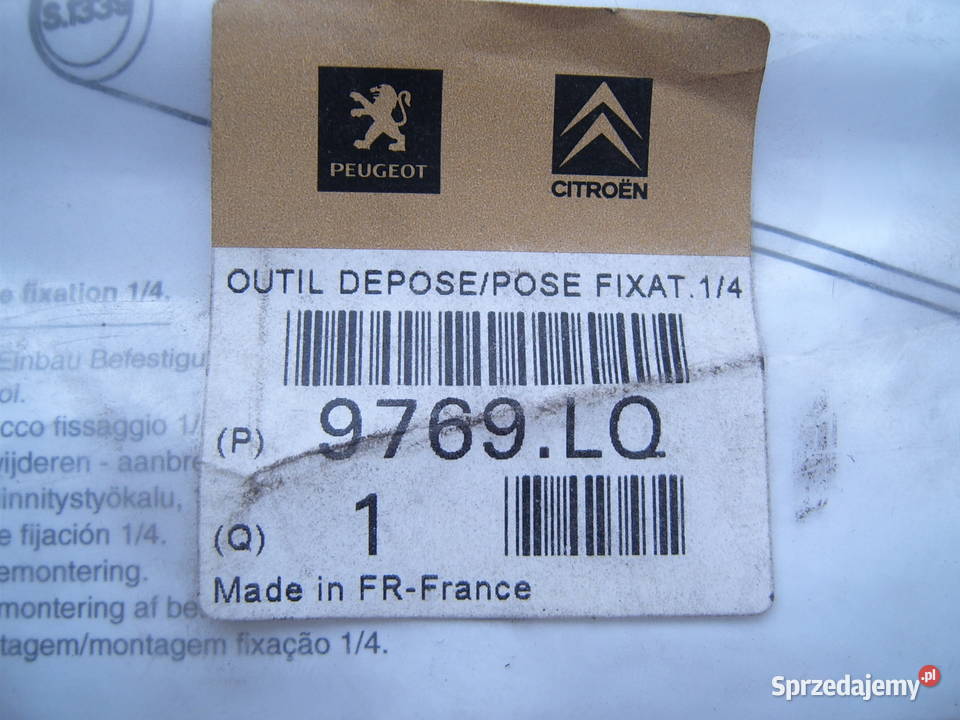 S.1339
PEUGEOT
CITROËN
OUTIL DEPOSE/POSE FIXAT.1/4
(P) 9769.LQ
(Q) 1
Made in FR-France
e fixation 1/4.
Einbau Befestigu
ol.
cco fissaggio 1/
vijderen - aanbre
iinnitystyökalu,
e fijación 1/4.
emontering.
montering af be
tagem/montagem fixação 1/4.
Sprzedajemy.pl